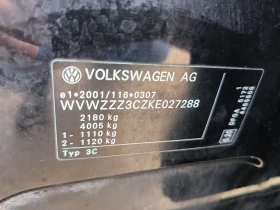 VOLKSWAGEN AG
e1*2001/116*0307
WVWZZZ3CZKE027288
2180 kg
4005 kg
1- 1110 kg
2- 1120 kg
Typ 3C